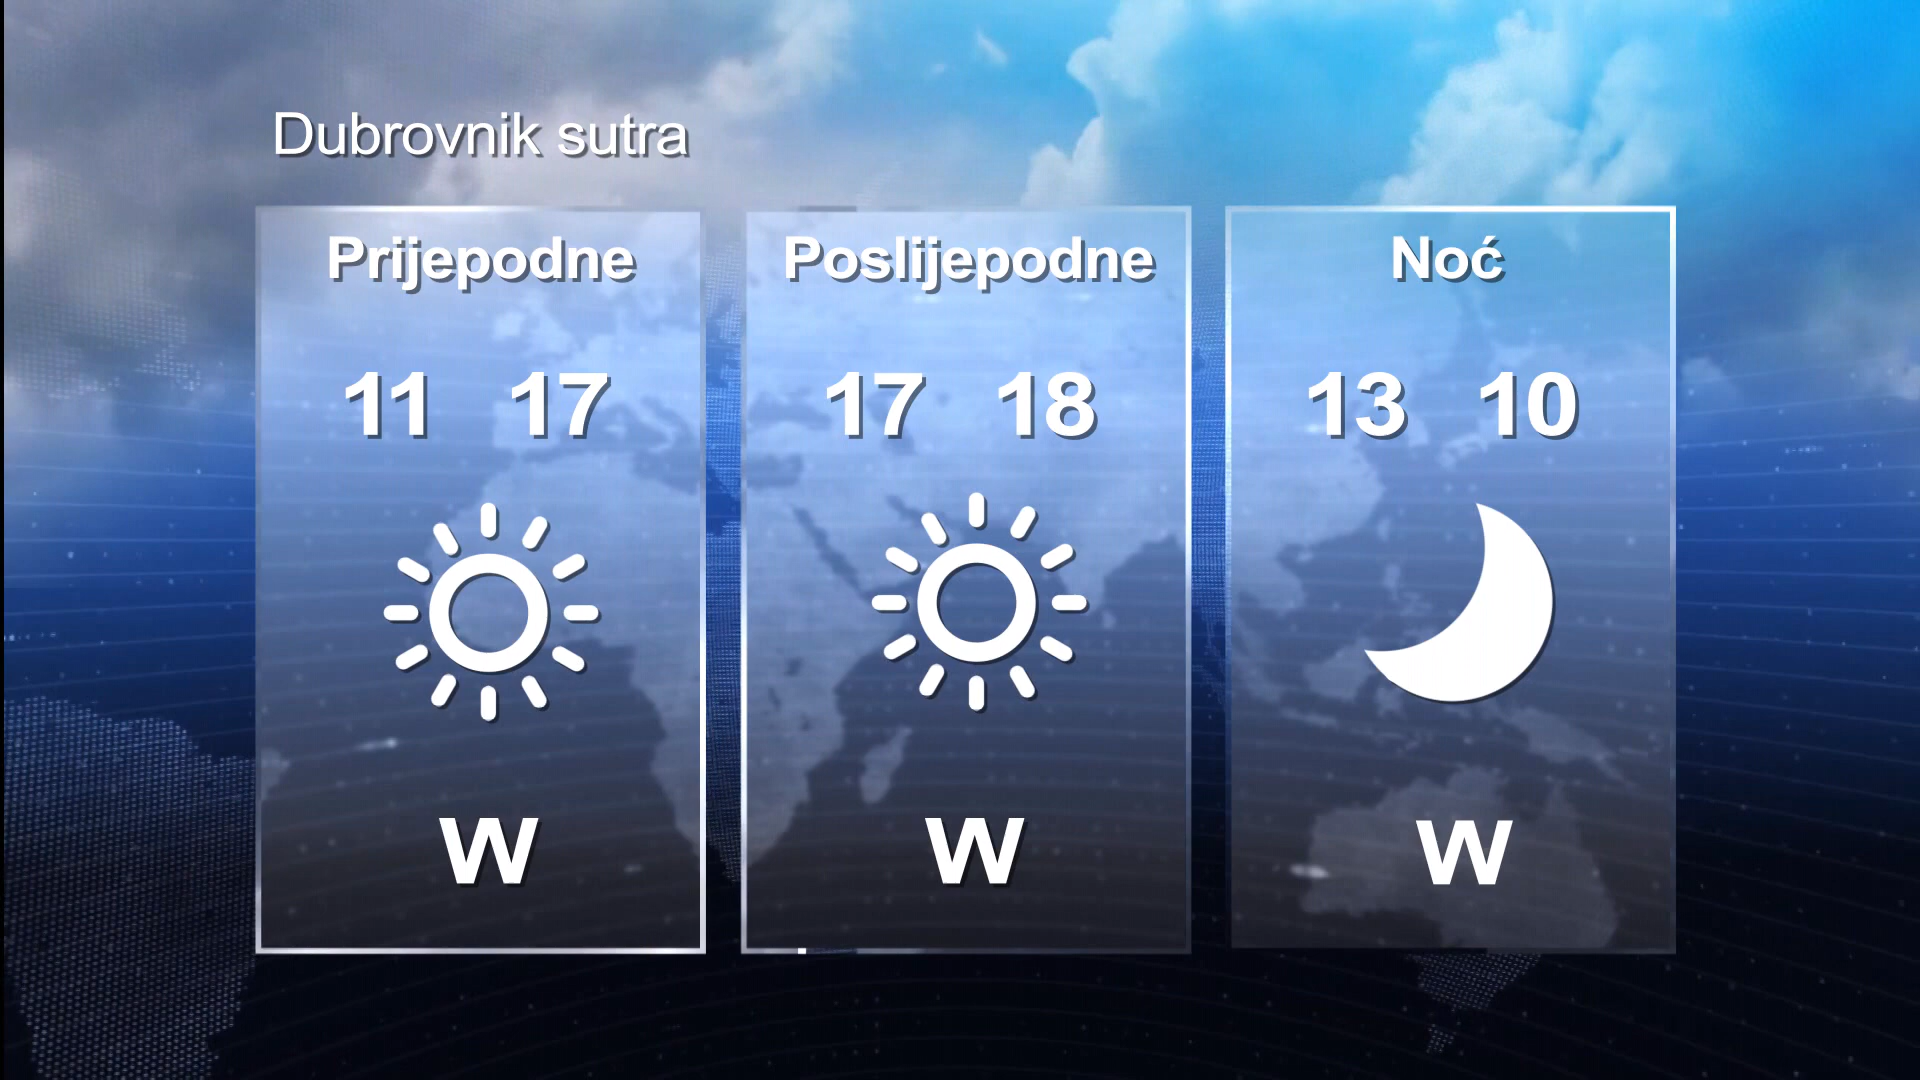 Dubrovnik sutra
Prijepodne
11 17
W
Poslijepodne
17 18
W
Noć
13 10
W